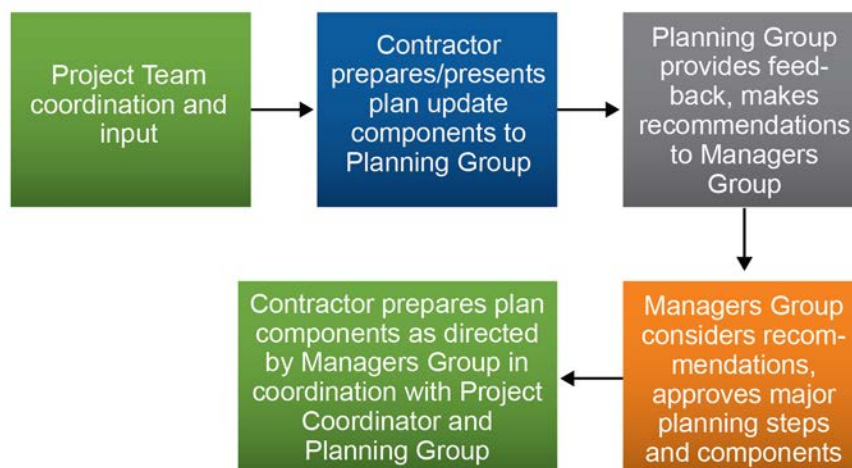 Project Team
coordination and
input
Contractor
prepares/presents
plan update
components to
Planning Group
Planning Group
provides feed-
back, makes
recommendations
to Managers
Group
Managers Group
considers recom-
mendations,
approves major
planning steps
and components
Contractor prepares plan
components as directed
by Managers Group in
coordination with Project
Coordinator and
Planning Group